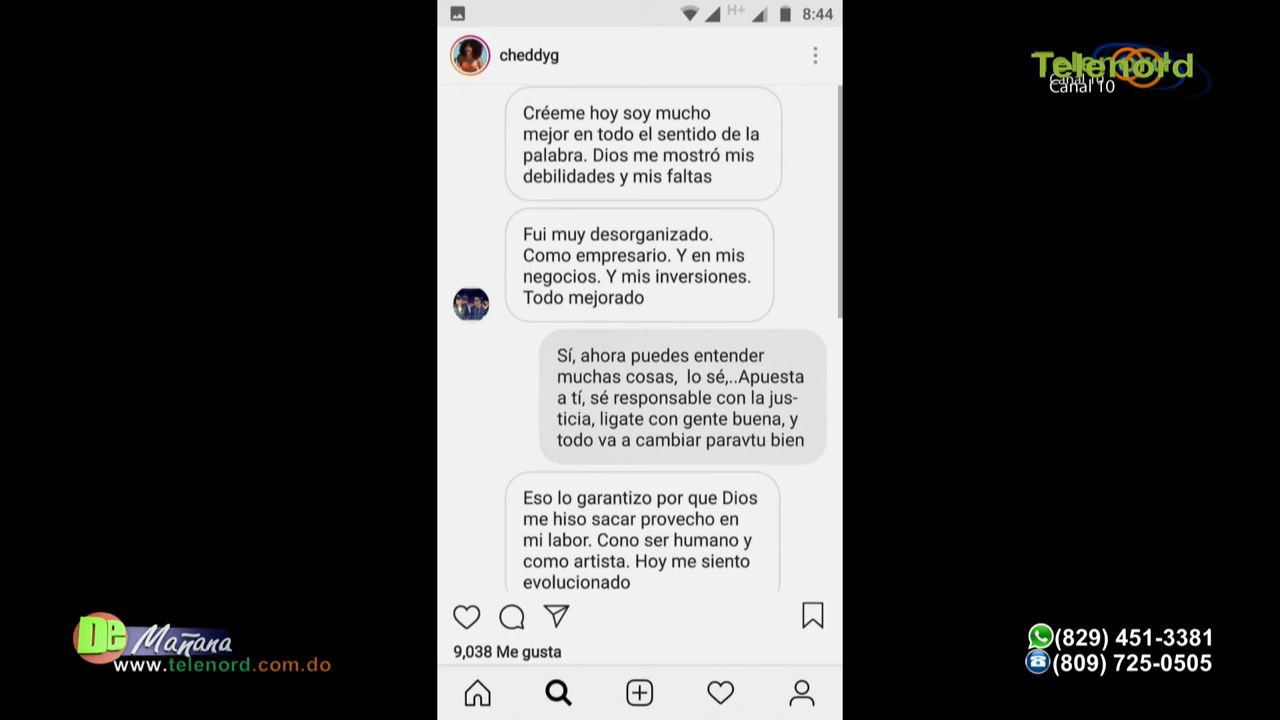 H+
8:44
cheddyg
Telenord
Canal 10
Créeme hoy soy mucho
mejor en todo el sentido de la
palabra. Dios me mostró mis
debilidades y mis faltas
Fui muy desorganizado.
Como empresario. Y en mis
negocios. Y mis inversiones.
Todo mejorado
Sí, ahora puedes entender
muchas cosas,  lo sé,..Apuesta
a tí, sé responsable con la jus-
ticia, ligate con gente buena, y
todo va a cambiar paravtu bien
Eso lo garantizo por que Dios
me hiso sacar provecho en
mi labor. Cono ser humano y
como artista. Hoy me siento
evolucionado
9,038 Me gusta
De Mañana
www.telenord.com.do
(829) 451-3381
(809) 725-0505